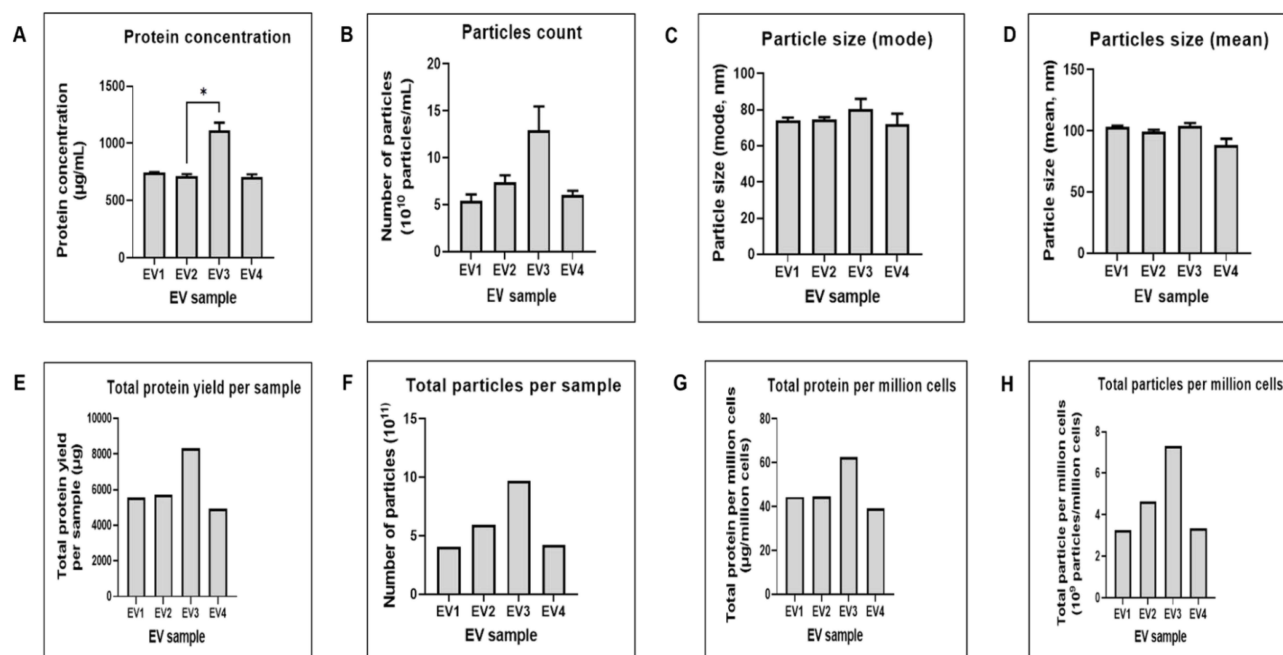 A
Protein concentration
Protein concentration
(µg/mL)
1500
1000
500
0
*
EV1 EV2 EV3 EV4
EV sample
B
Particles count
Number of particles
(10¹⁰ particles/mL)
20
15
10
5
0
EV1 EV2 EV3 EV4
EV sample
C
Particle size (mode)
Particle size (mode, nm)
100
80
60
40
20
0
EV1 EV2 EV3 EV4
EV sample
D
Particles size (mean)
Particle size (mean, nm)
150
100
50
0
EV1 EV2 EV3 EV4
EV sample
E
Total protein yield per sample
Total protein yield
per sample (µg)
10000
8000
6000
4000
2000
0
EV1 EV2 EV3 EV4
EV sample
F
Total particles per sample
Number of particles (10¹¹)
15
10
5
0
EV1 EV2 EV3 EV4
EV sample
G
Total protein per million cells
Total protein per million cells
(µg/million cells)
80
60
40
20
0
EV1 EV2 EV3 EV4
EV sample
H
Total particles per million cells
Total particle per million cells
(10⁹ particles/million cells)
8
6
4
2
0
EV1 EV2 EV3 EV4
EV sample